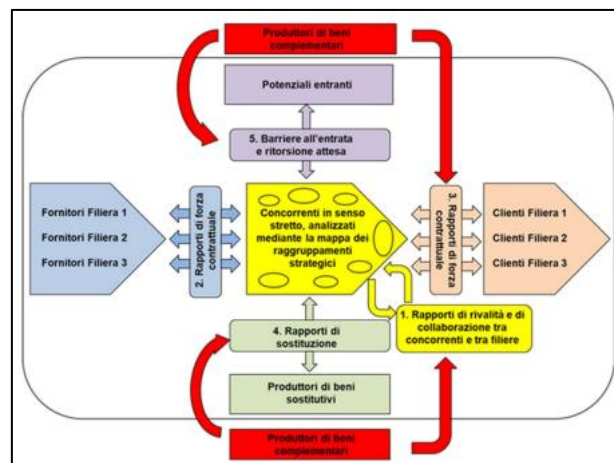 Produttori di beni
complementari
Potenziali entranti
5. Barriere all'entrata
e ritorsione attesa
Fornitori Filiera 1
Fornitori Filiera 2
Fornitori Filiera 3
2. Rapporti di forza
contrattuale
Concorrenti in senso
stretto, analizzati
mediante la mappa dei
raggruppamenti
strategici
3. Rapporti di forza
contrattuale
Clienti Filiera 1
Clienti Filiera 2
Clienti Filiera 3
4. Rapporti di
sostituzione
1. Rapporti di rivalità e di
collaborazione tra
concorrenti e tra filiere
Produttori di beni
sostitutivi
Produttori di beni
complementari